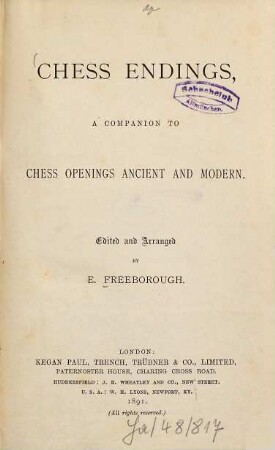 CHESS ENDINGS,
A COMPANION TO
CHESS OPENINGS ANCIENT AND MODERN.
Edited and Arranged
BY
E. FREEBOROUGH.
LONDON:
KEGAN PAUL, TRENCH, TRÜBNER & CO., LIMITED,
PATERNOSTER HOUSE, CHARING CROSS ROAD.
HUDDERSFIELD: J. E. WHEATLEY AND CO., NEW STREET.
U. S. A.: W. R. LYONS, NEWPORT, KY.
1891.
(All rights reserved.)